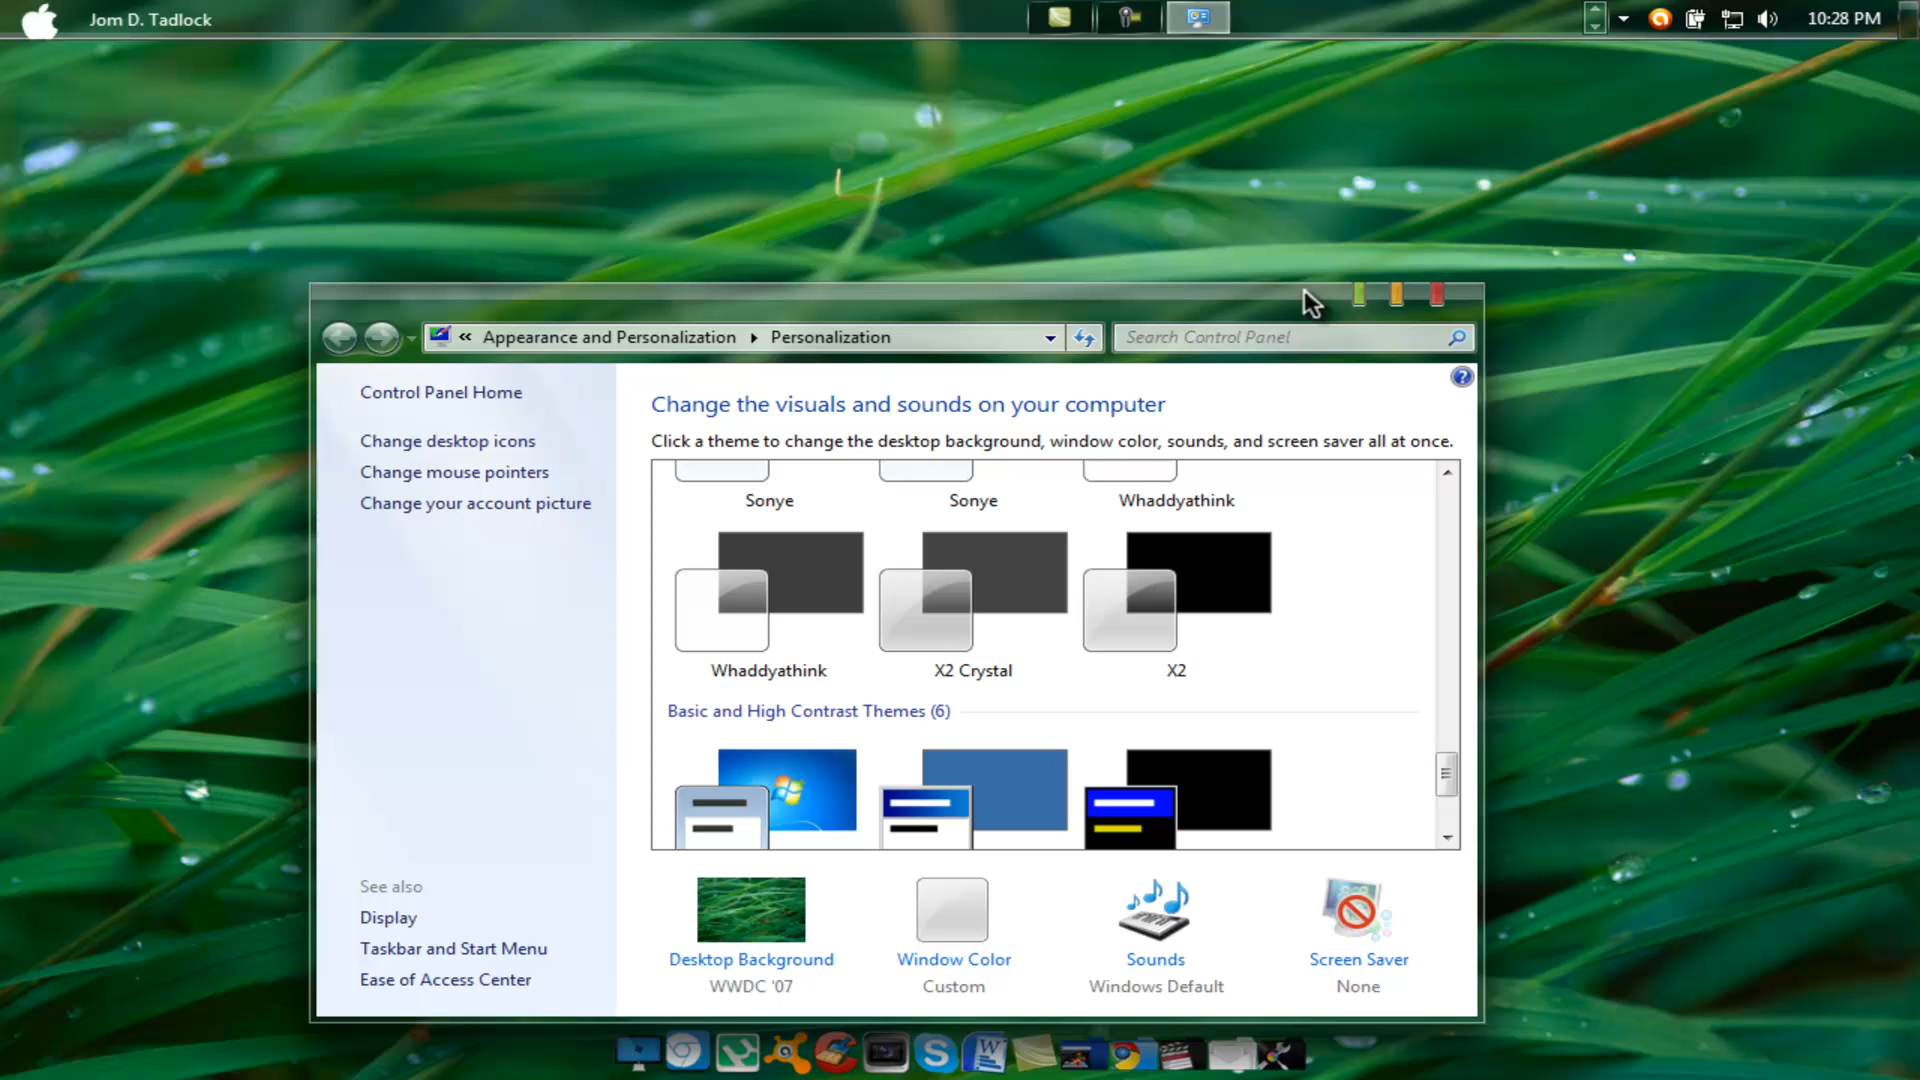 Jom D. Tadlock
10:28 PM
« Appearance and Personalization Personalization
Search Control Panel
Control Panel Home
Change desktop icons
Change mouse pointers
Change your account picture
See also
Display
Taskbar and Start Menu
Ease of Access Center
?
Change the visuals and sounds on your computer
Click a theme to change the desktop background, window color, sounds, and screen saver all at once.
Sonye
Sonye
Whaddyathink
Whaddyathink
X2 Crystal
X2
Basic and High Contrast Themes (6)
Desktop Background
WWDC '07
Window Color
Custom
Sounds
Windows Default
Screen Saver
None
S
W